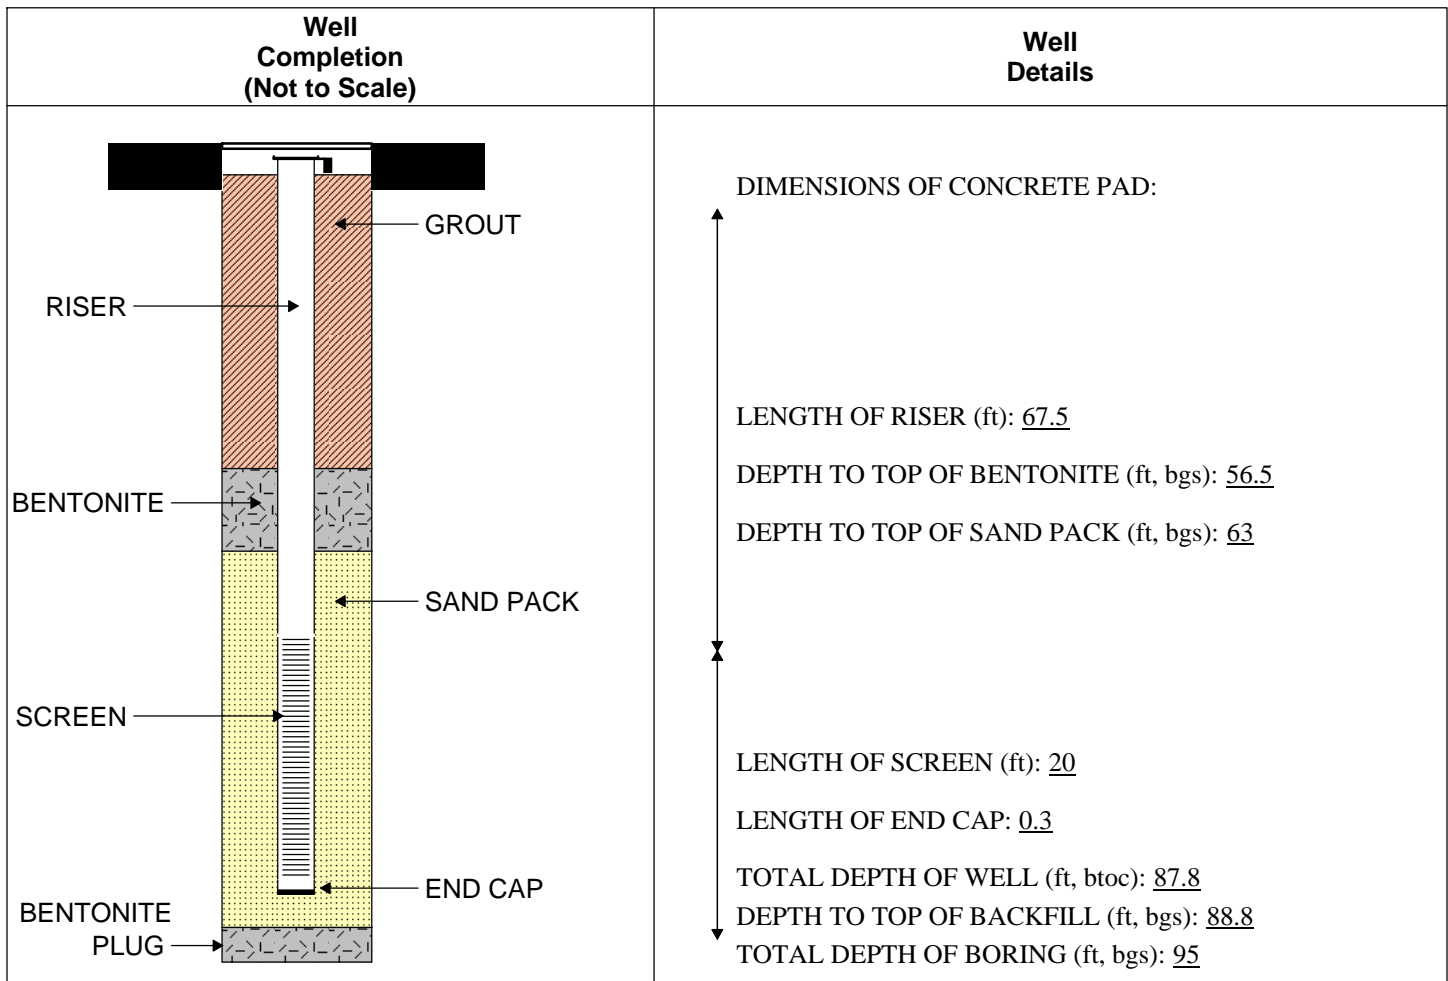 Well
Completion
(Not to Scale)
Well
Details
GROUT
RISER
BENTONITE
SAND PACK
SCREEN
END CAP
BENTONITE
PLUG
DIMENSIONS OF CONCRETE PAD:
LENGTH OF RISER (ft): 67.5
DEPTH TO TOP OF BENTONITE (ft, bgs): 56.5
DEPTH TO TOP OF SAND PACK (ft, bgs): 63
LENGTH OF SCREEN (ft): 20
LENGTH OF END CAP: 0.3
TOTAL DEPTH OF WELL (ft, btoc): 87.8
DEPTH TO TOP OF BACKFILL (ft, bgs): 88.8
TOTAL DEPTH OF BORING (ft, bgs): 95